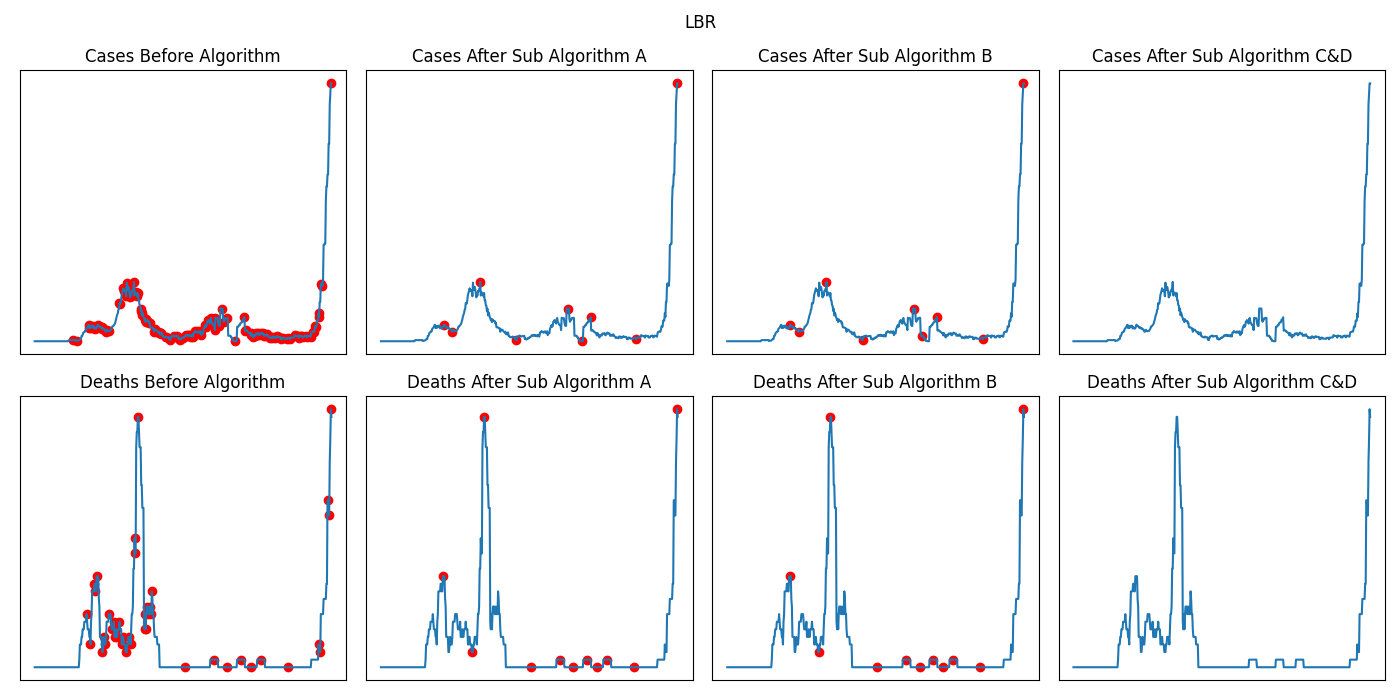 LBR
Cases Before Algorithm
Cases After Sub Algorithm A
Cases After Sub Algorithm B
Cases After Sub Algorithm C&D
Deaths Before Algorithm
Deaths After Sub Algorithm A
Deaths After Sub Algorithm B
Deaths After Sub Algorithm C&D